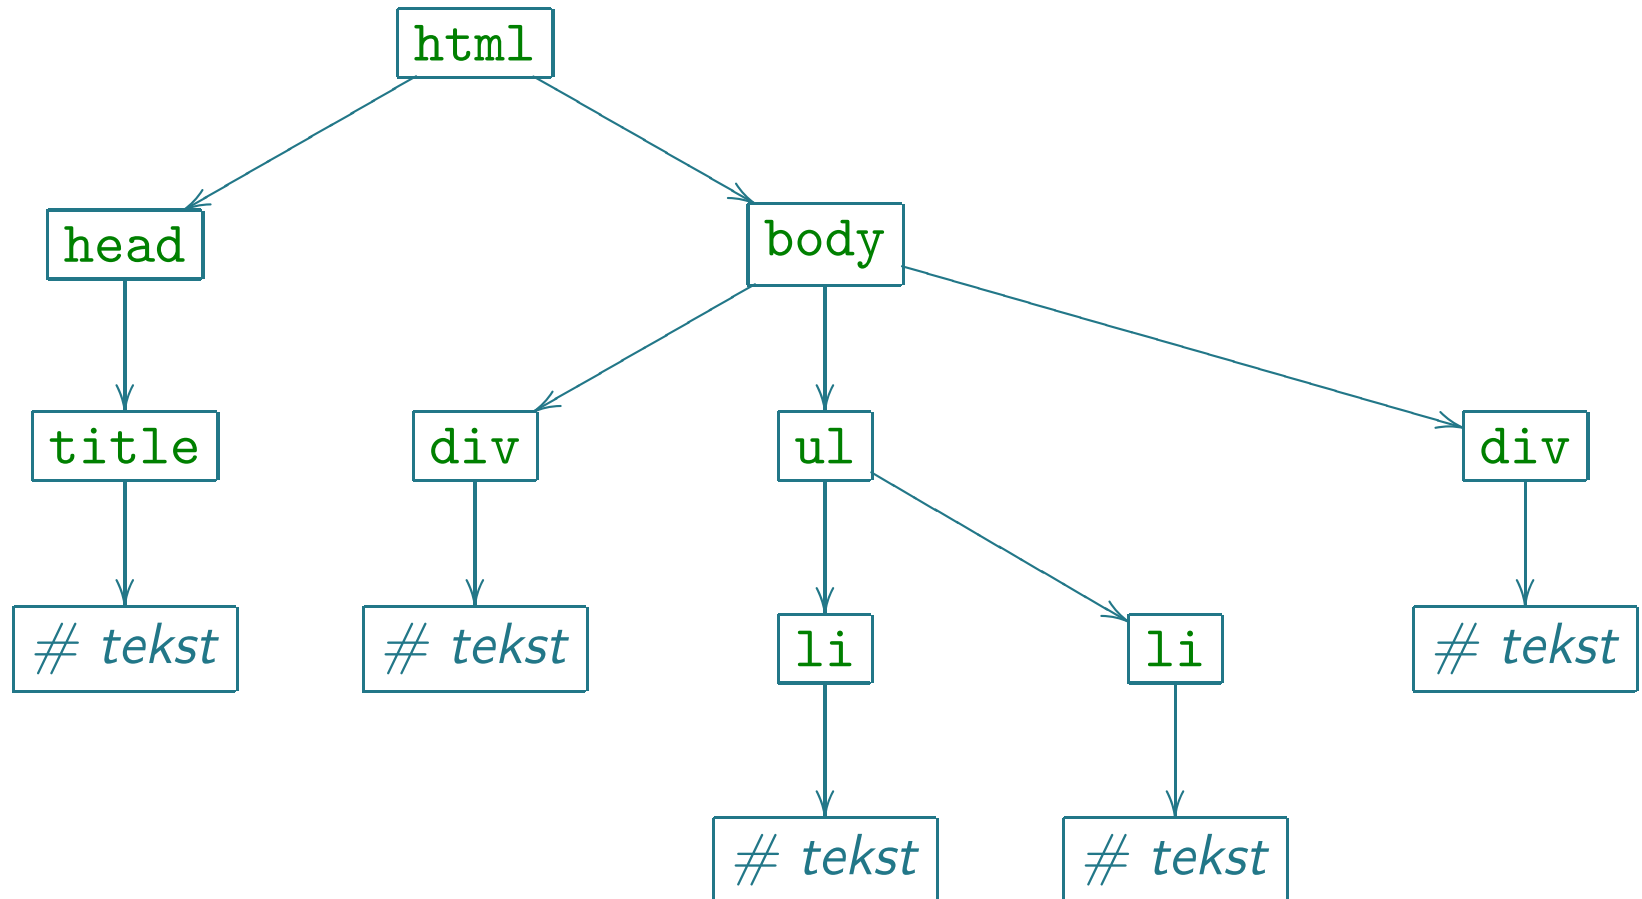 html
head
body
title
div
ul
div
# tekst
# tekst
li
li
# tekst
# tekst
# tekst